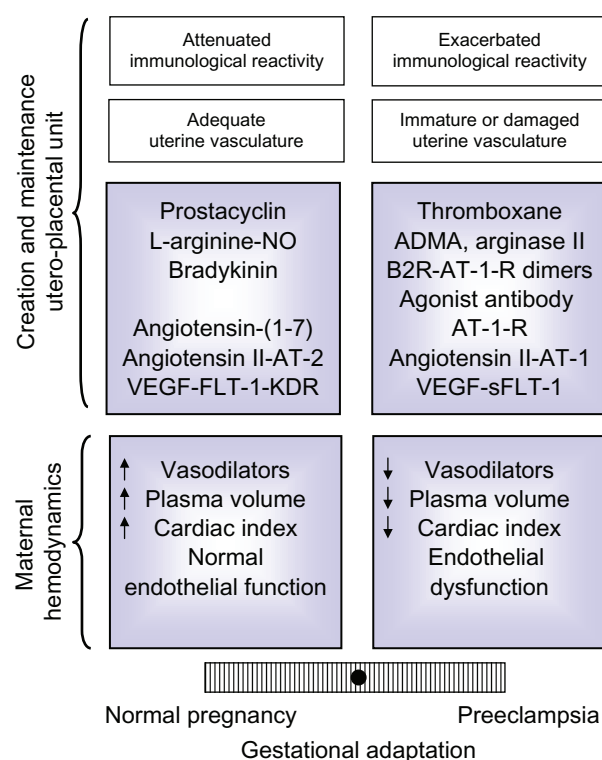 Creation and maintenance
utero-placental unit
Attenuated
immunological reactivity
Exacerbated
immunological reactivity
Adequate
uterine vasculature
Immature or damaged
uterine vasculature
Prostacyclin
L-arginine-NO
Bradykinin
Angiotensin-(1-7)
Angiotensin II-AT-2
VEGF-FLT-1-KDR
Thromboxane
ADMA, arginase II
B2R-AT-1-R dimers
Agonist antibody
AT-1-R
Angiotensin II-AT-1
VEGF-sFLT-1
Maternal
hemodynamics
↑ Vasodilators
↑ Plasma volume
↑ Cardiac index
Normal
endothelial function
↓ Vasodilators
↓ Plasma volume
↓ Cardiac index
Endothelial
dysfunction
Normal pregnancy
Preeclampsia
Gestational adaptation